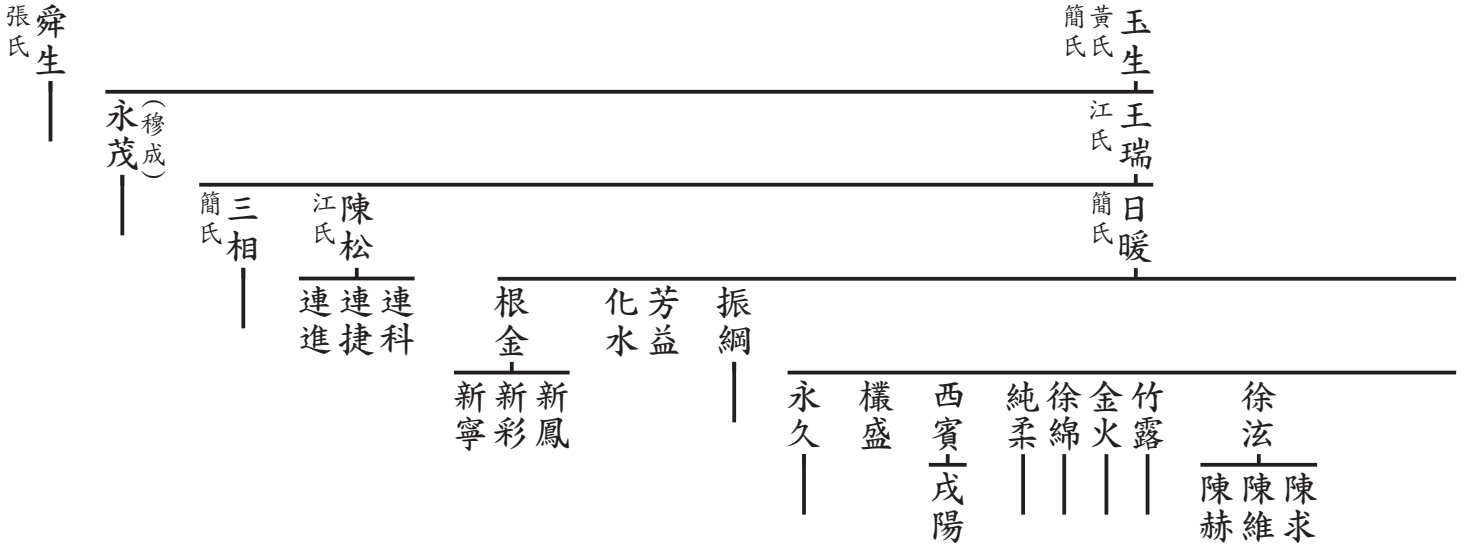 玉生
黃氏
簡氏
舜生
張氏
王瑞
江氏
永茂
(穆成)
日暖
簡氏
陳松
江氏
三相
簡氏
振綱
芳益
化水
根金
連科
連捷
連進
徐泫
竹露
金火
徐綿
純柔
西賓
欉盛
永久
新鳳
新彩
新寧
陳求
陳維
陳赫
戌陽